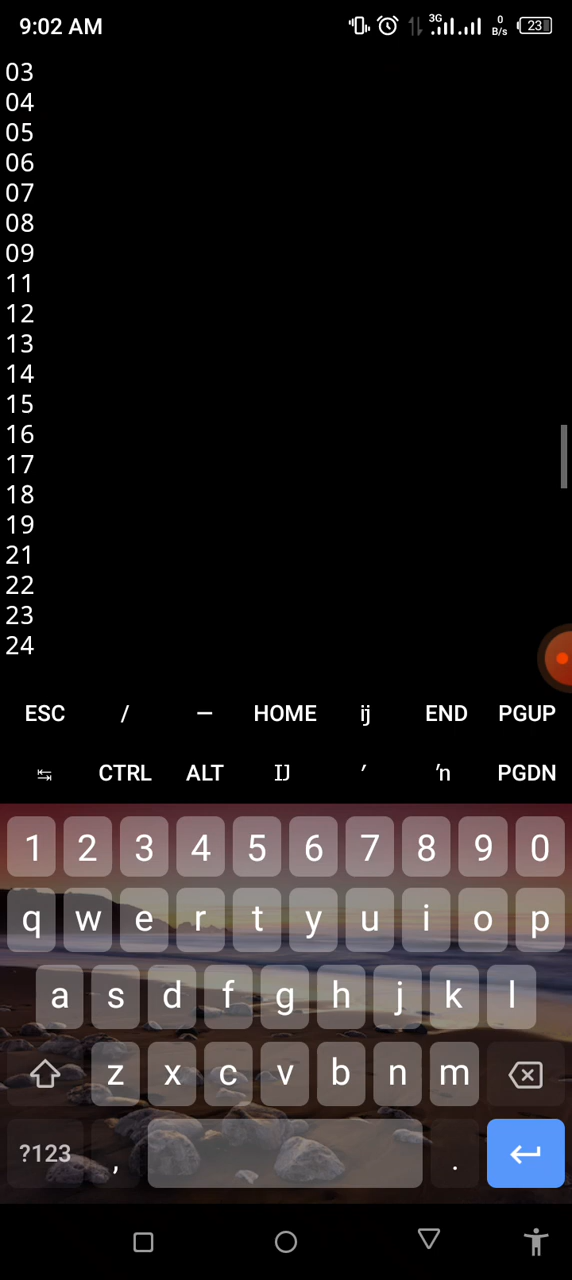 9:02 AM 3G 0 B/s 23
03
04
05
06
07
08
09
11
12
13
14
15
16
17
18
19
21
22
23
24
ESC / — HOME ĳ END PGUP
↹ CTRL ALT Ĳ ′ ŉ PGDN
1 2 3 4 5 6 7 8 9 0
q w e r t y u i o p
a s d f g h j k l
z x c v b n m
?123 , .